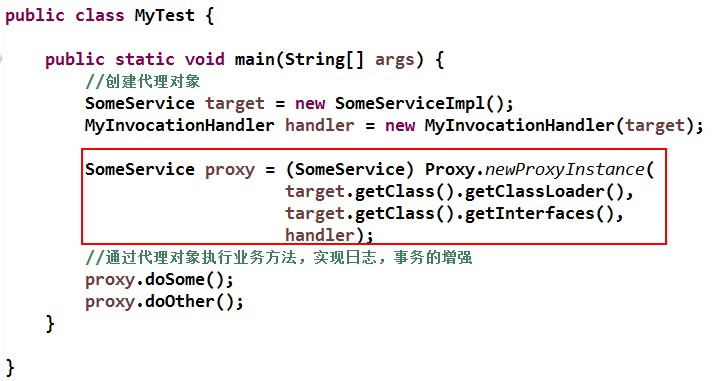 public class MyTest {
public static void main(String[] args) {
//创建代理对象
SomeService target = new SomeServiceImpl();
MyInvocationHandler handler = new MyInvocationHandler(target);
SomeService proxy = (SomeService) Proxy.newProxyInstance(
target.getClass().getClassLoader(),
target.getClass().getInterfaces(),
handler);
//通过代理对象执行业务方法，实现日志，事务的增强
proxy.doSome();
proxy.doOther();
}
}